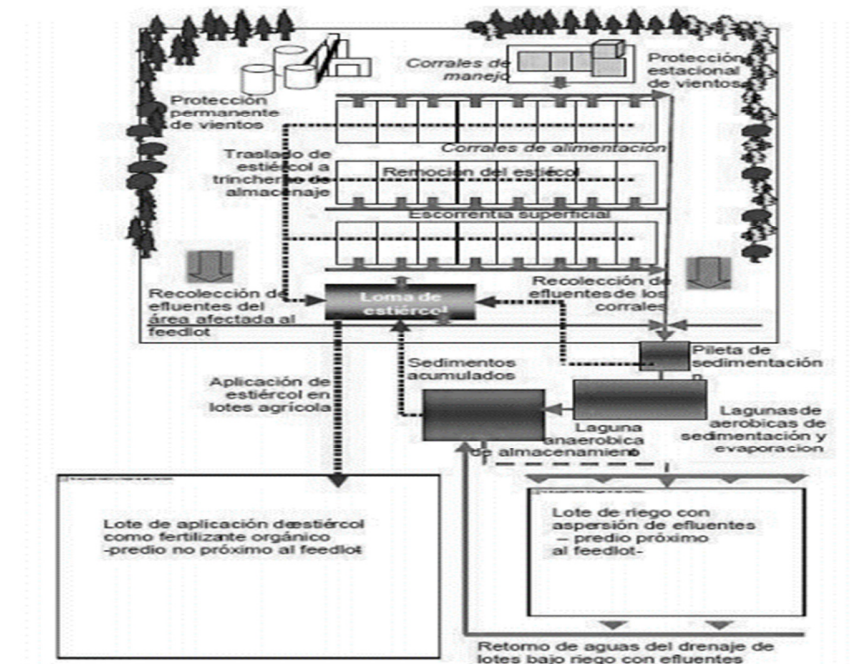 Corrales de
manejo
Protección
estacional
de vientos
Protección
permanente
de vientos
Corrales de alimentación
Traslado de
estiércol a
trincheras de
almacenaje
Remoción del estiécol
Escorrentia superficial
Recolección de
efluentes del
área afectada al
feedlot
Loma de
estiércol
Recolección de
efluentes de los
corrales
Pileta de
sedimentación
Sedimentos
acumulados
Aplicación de
estiércol en
lotes agrícola
Lagunas de
aerobicas de
sedimentación y
evaporacion
Laguna
anaerobica
de almacenamiento
Lote de aplicación de estiércol
como fertilizante orgánico
-predio no próximo al feedlot
Lote de riego con
aspersión de efluentes
– predio próximo
al feedlot-
Retorno de aguas del drenaje de
lotes bajo riego con efluentes